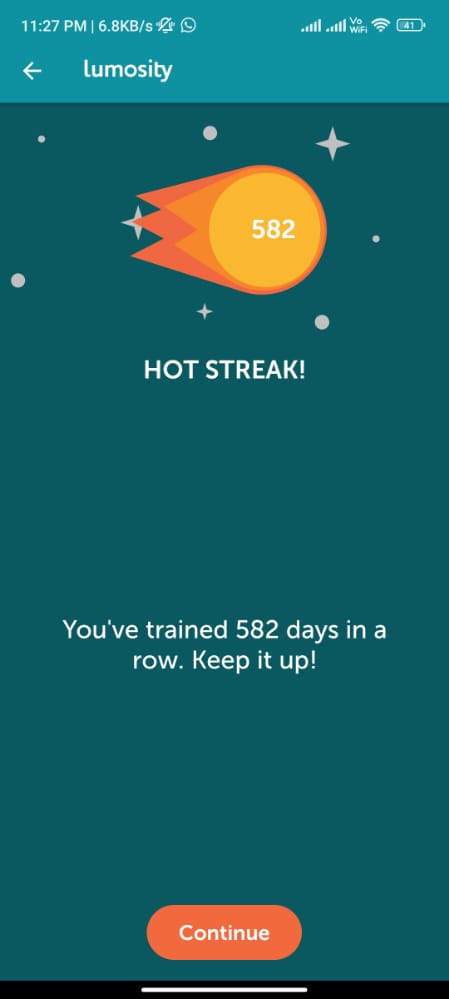 11:27 PM | 6.8KB/s Vo WiFi 41
lumosity
582
HOT STREAK!
You've trained 582 days in a
row. Keep it up!
Continue